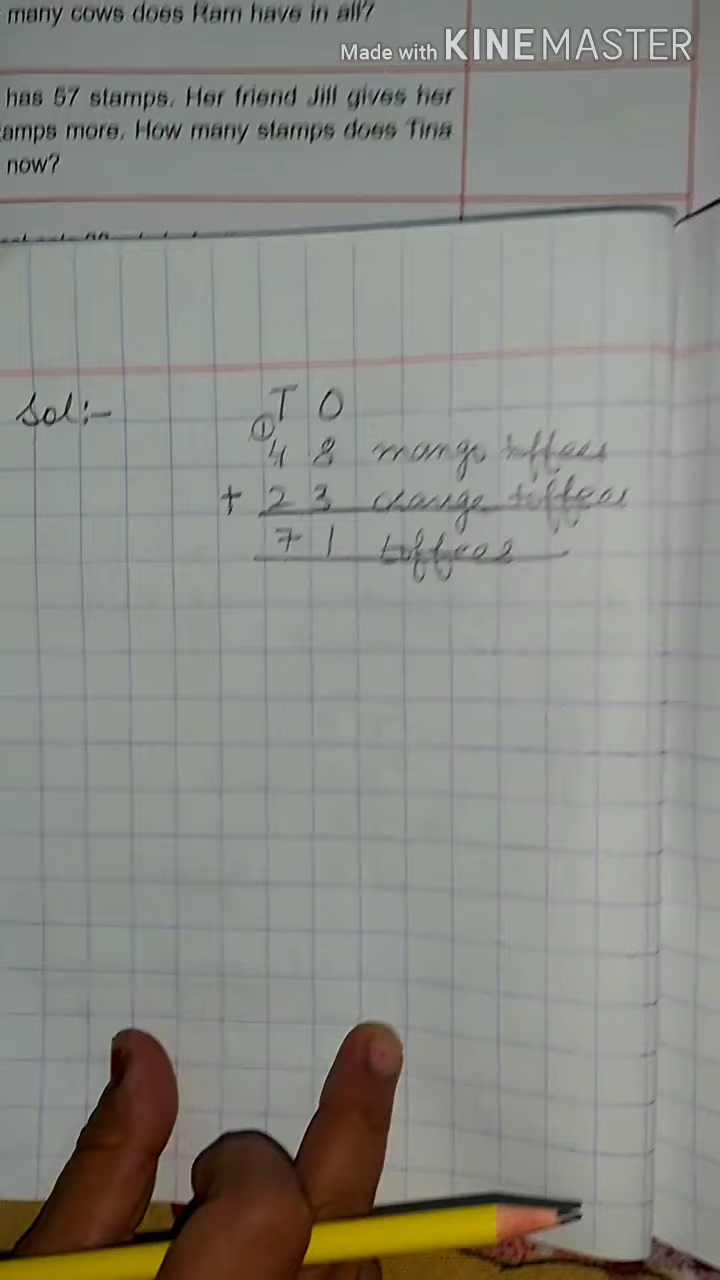 many cows does Ram have in all?
Made with KINEMASTER
has 57 stamps. Her friend Jill gives her
amps more. How many stamps does Tina
now?
Sol:-
T O
1
4 8 mango toffees
+ 2 3 orange toffees
7 1 toffees